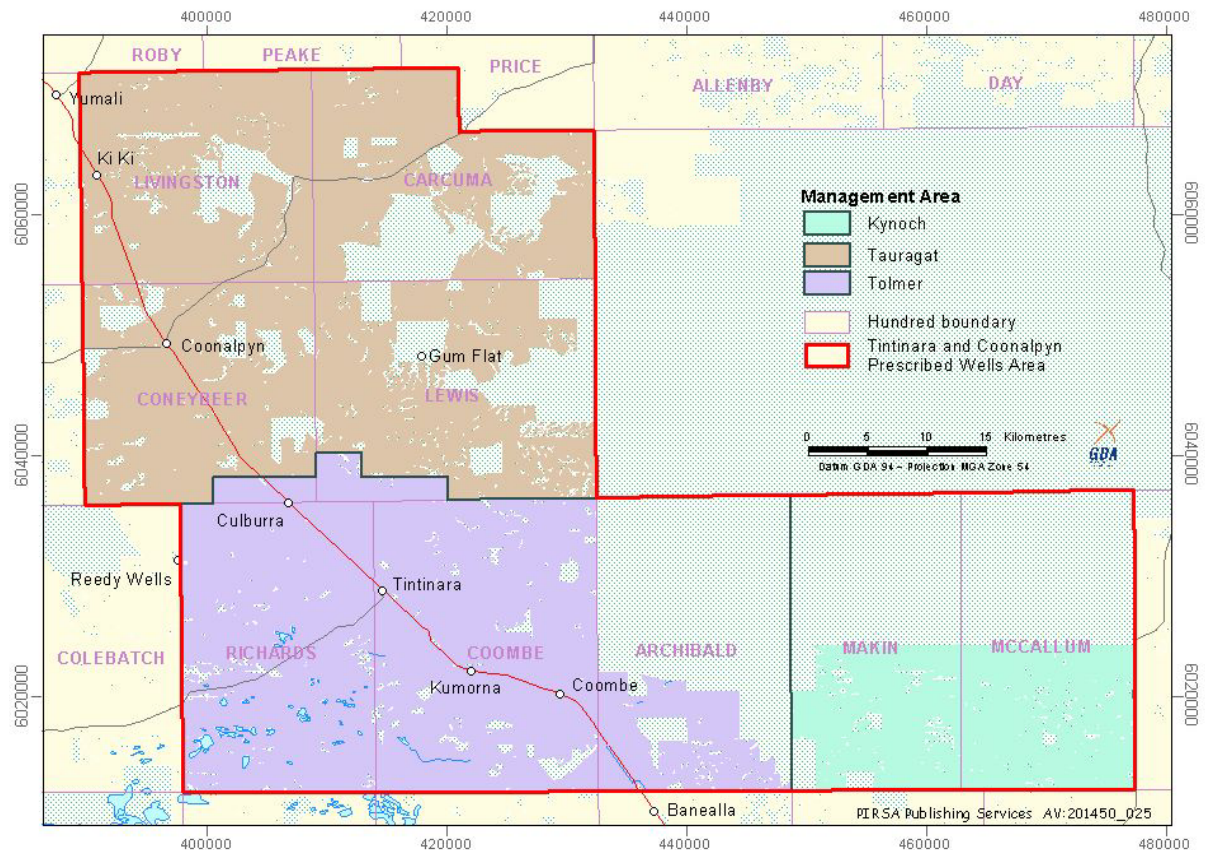 400000 420000 440000 460000 480000
ROBY PEAKE
PRICE
ALLENBY DAY
Yumali
Ki Ki
LIVINGSTON CARCUMA
Management Area
Kynoch
Tauragat
Tolmer
Hundred boundary
Tintinara and Coonalpyn
Prescribed Wells Area
6060000 6060000
Coonalpyn
Gum Flat
CONEYBEER LEWIS
0 5 10 15 Kilometres
GDA
Datum GDA 94 - Projection MGA Zone 54
6040000 6040000
Culburra
Reedy Wells
Tintinara
COLEBATCH RICHARDS COOMBE ARCHIBALD MAKIN MCCALLUM
Kumorna Coombe
6020000 6020000
Banealla
PIRSA Publishing Services AV:201450_025
400000 420000 440000 460000 480000